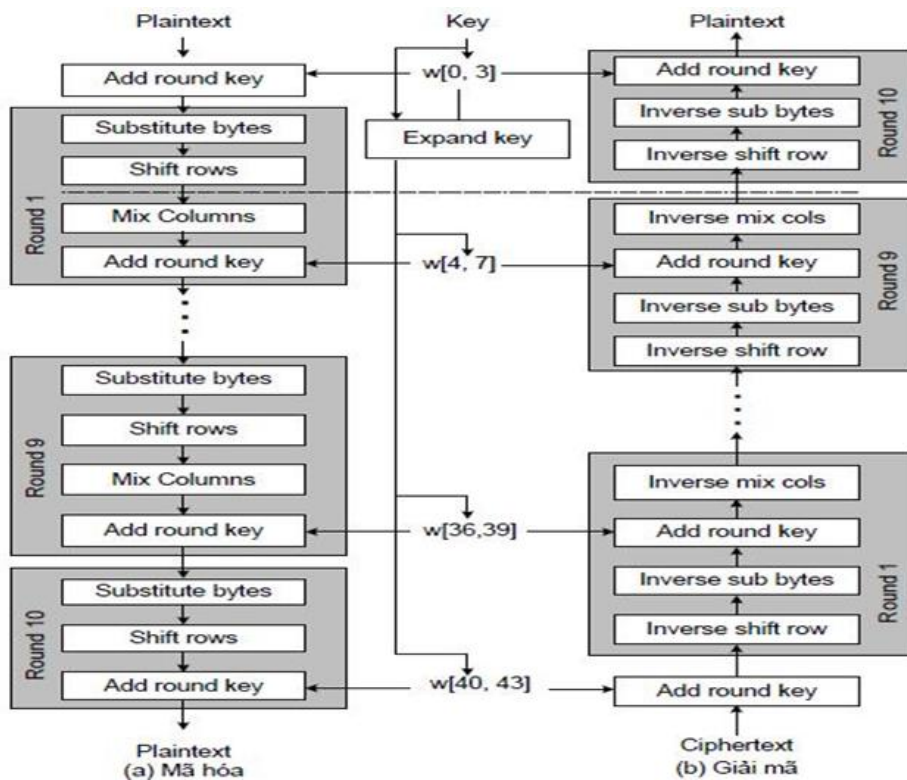 Plaintext
Add round key
Round 1
Substitute bytes
Shift rows
Mix Columns
Add round key
Round 9
Substitute bytes
Shift rows
Mix Columns
Add round key
Round 10
Substitute bytes
Shift rows
Add round key
Plaintext
(a) Mã hóa
Key
w[0, 3]
Expand key
w[4, 7]
w[36,39]
w[40, 43]
Plaintext
Add round key
Inverse sub bytes
Inverse shift row
Round 10
Inverse mix cols
Add round key
Inverse sub bytes
Inverse shift row
Round 9
Inverse mix cols
Add round key
Inverse sub bytes
Inverse shift row
Round 1
Add round key
Ciphertext
(b) Giải mã